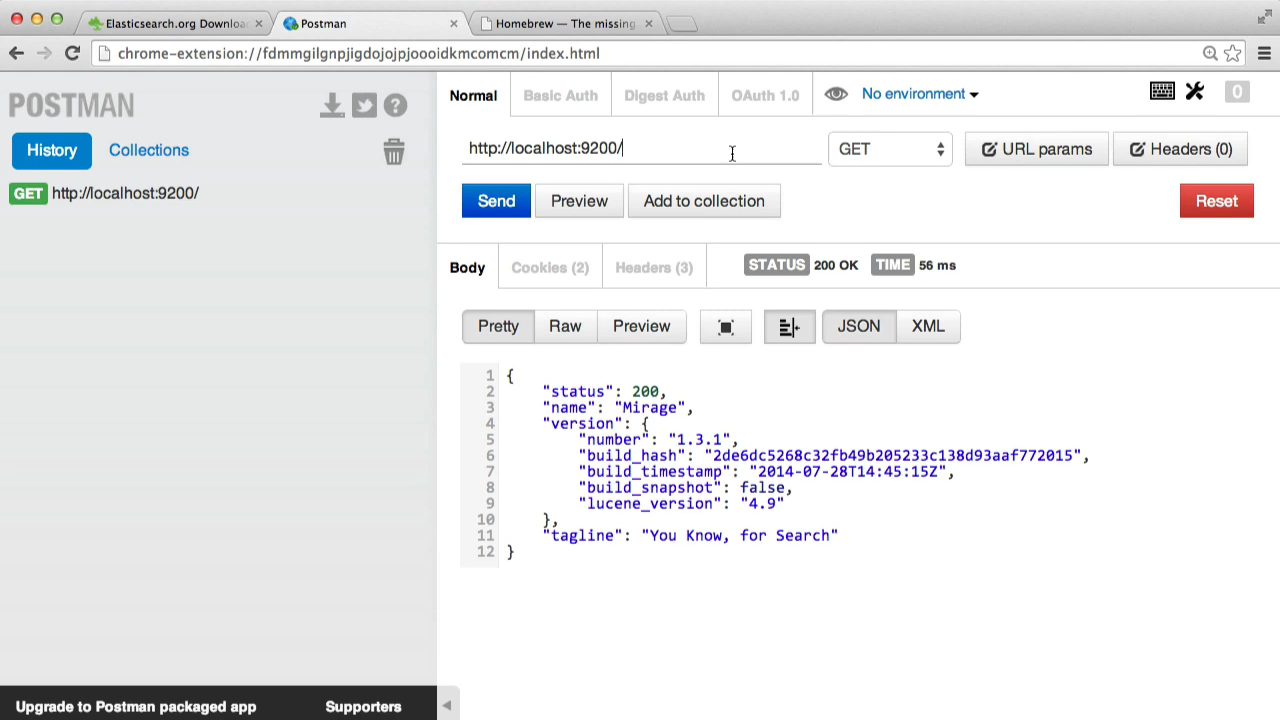 Elasticsearch.org Downloa
Postman
Homebrew — The missing
chrome-extension://fdmmgilgnpjigdojojpjoooidkmcomcm/index.html
POSTMAN
History
Collections
GET http://localhost:9200/
Normal
Basic Auth
Digest Auth
OAuth 1.0
No environment
0
http://localhost:9200/
GET
URL params
Headers (0)
Send
Preview
Add to collection
Reset
Body
Cookies (2)
Headers (3)
STATUS 200 OK TIME 56 ms
Pretty
Raw
Preview
JSON
XML
1 {
2 "status": 200,
3 "name": "Mirage",
4 "version": {
5 "number": "1.3.1",
6 "build_hash": "2de6dc5268c32fb49b205233c138d93aaf772015",
7 "build_timestamp": "2014-07-28T14:45:15Z",
8 "build_snapshot": false,
9 "lucene_version": "4.9"
10 },
11 "tagline": "You Know, for Search"
12 }
Upgrade to Postman packaged app
Supporters